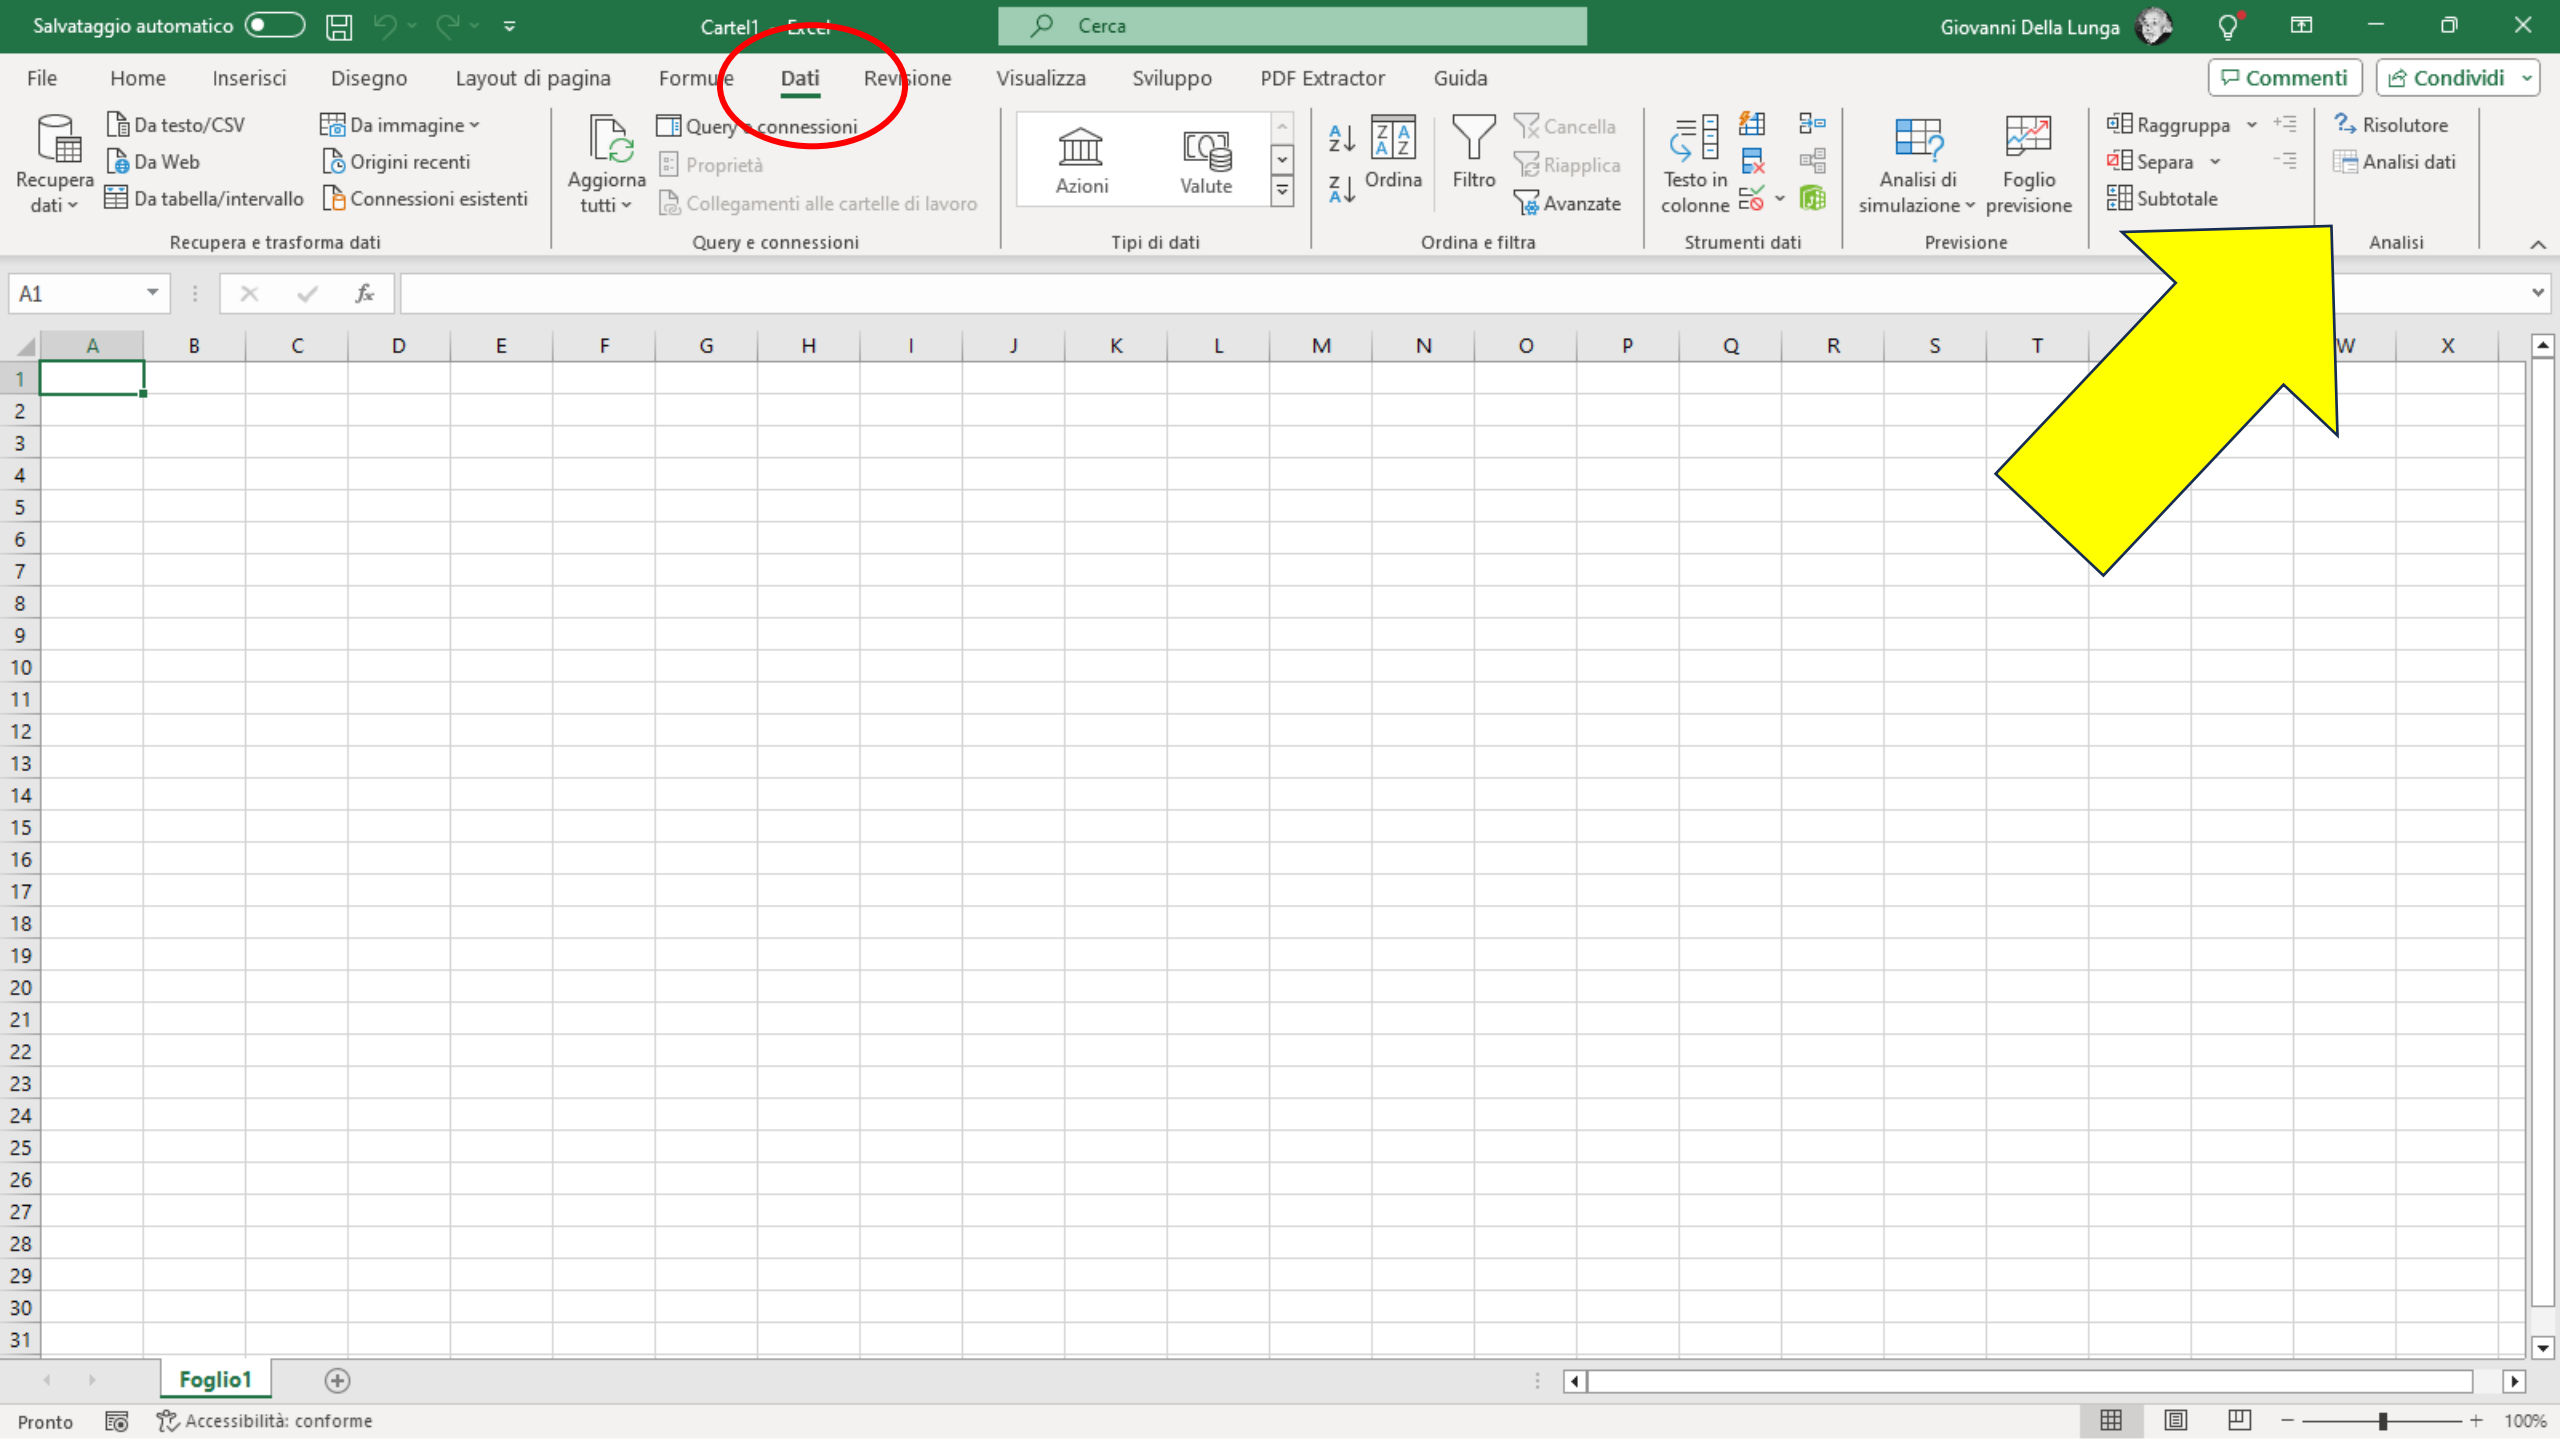 Salvataggio automatico
Cartel1 - Excel
Cerca
Giovanni Della Lunga
File Home Inserisci Disegno Layout di pagina Formule Dati Revisione Visualizza Sviluppo PDF Extractor Guida
Commenti Condividi
Recupera dati
Da testo/CSV
Da Web
Da tabella/intervallo
Da immagine
Origini recenti
Connessioni esistenti
Recupera e trasforma dati
Aggiorna tutti
Query e connessioni
Proprietà
Collegamenti alle cartelle di lavoro
Query e connessioni
Azioni
Valute
Tipi di dati
Ordina
Filtro
Cancella
Riapplica
Avanzate
Ordina e filtra
Testo in colonne
Strumenti dati
Analisi di simulazione
Foglio previsione
Previsione
Raggruppa
Separa
Subtotale
Risolutore
Analisi dati
Analisi
A1
fx
A B C D E F G H I J K L M N O P Q R S T W X
1
2
3
4
5
6
7
8
9
10
11
12
13
14
15
16
17
18
19
20
21
22
23
24
25
26
27
28
29
30
31
Foglio1
Pronto
Accessibilità: conforme
100%